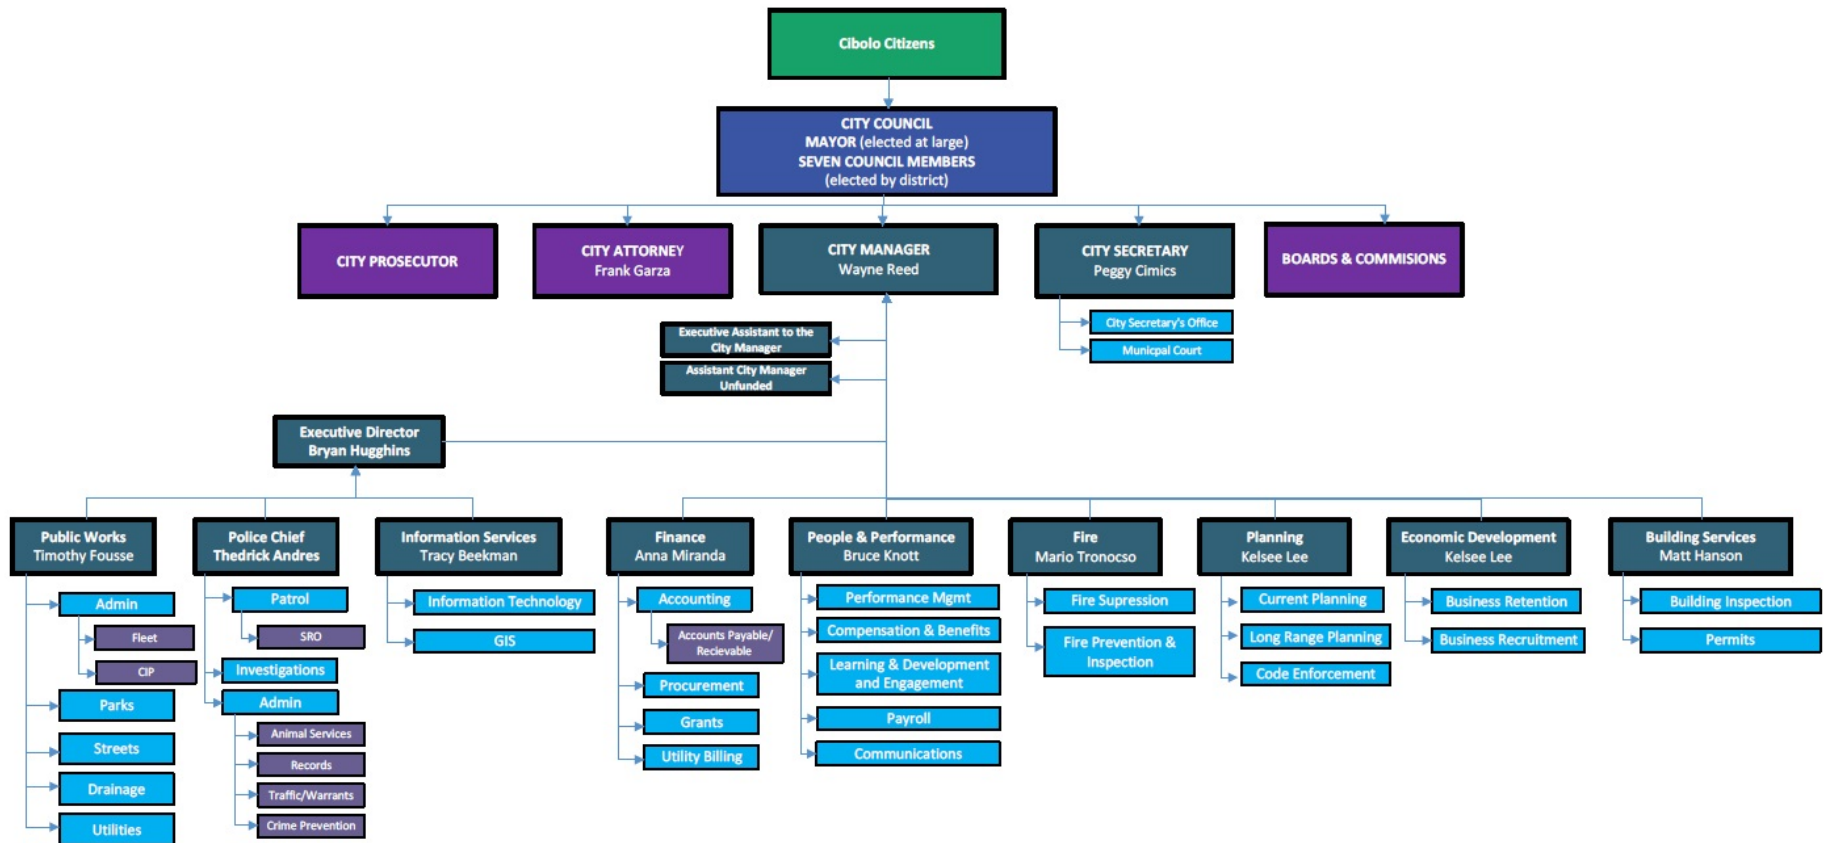 Cibolo Citizens
CITY COUNCIL
MAYOR (elected at large)
SEVEN COUNCIL MEMBERS
(elected by district)
CITY PROSECUTOR
CITY ATTORNEY
Frank Garza
CITY MANAGER
Wayne Reed
CITY SECRETARY
Peggy Cimics
BOARDS & COMMISIONS
City Secretary's Office
Municpal Court
Executive Assistant to the
City Manager
Assistant City Manager
Unfunded
Executive Director
Bryan Hugghins
Public Works
Timothy Fousse
Admin
Fleet
CIP
Parks
Streets
Drainage
Utilities
Police Chief
Thedrick Andres
Patrol
SRO
Investigations
Admin
Animal Services
Records
Traffic/Warrants
Crime Prevention
Information Services
Tracy Beekman
Information Technology
GIS
Finance
Anna Miranda
Accounting
Accounts Payable/
Recievable
Procurement
Grants
Utility Billing
People & Performance
Bruce Knott
Performance Mgmt
Compensation & Benefits
Learning & Development
and Engagement
Payroll
Communications
Fire
Mario Tronocso
Fire Supression
Fire Prevention &
Inspection
Planning
Kelsee Lee
Current Planning
Long Range Planning
Code Enforcement
Economic Development
Kelsee Lee
Business Retention
Business Recruitment
Building Services
Matt Hanson
Building Inspection
Permits